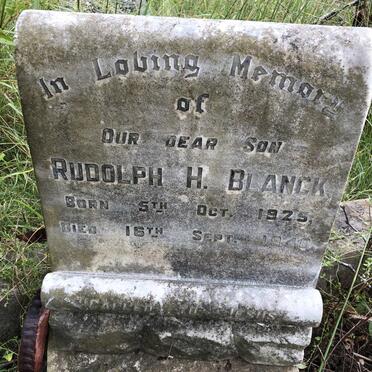 In Loving Memory
of
OUR DEAR SON
RUDOLPH H. BLANCK
BORN 5TH OCT. 1925,
DIED 16TH SEPT.